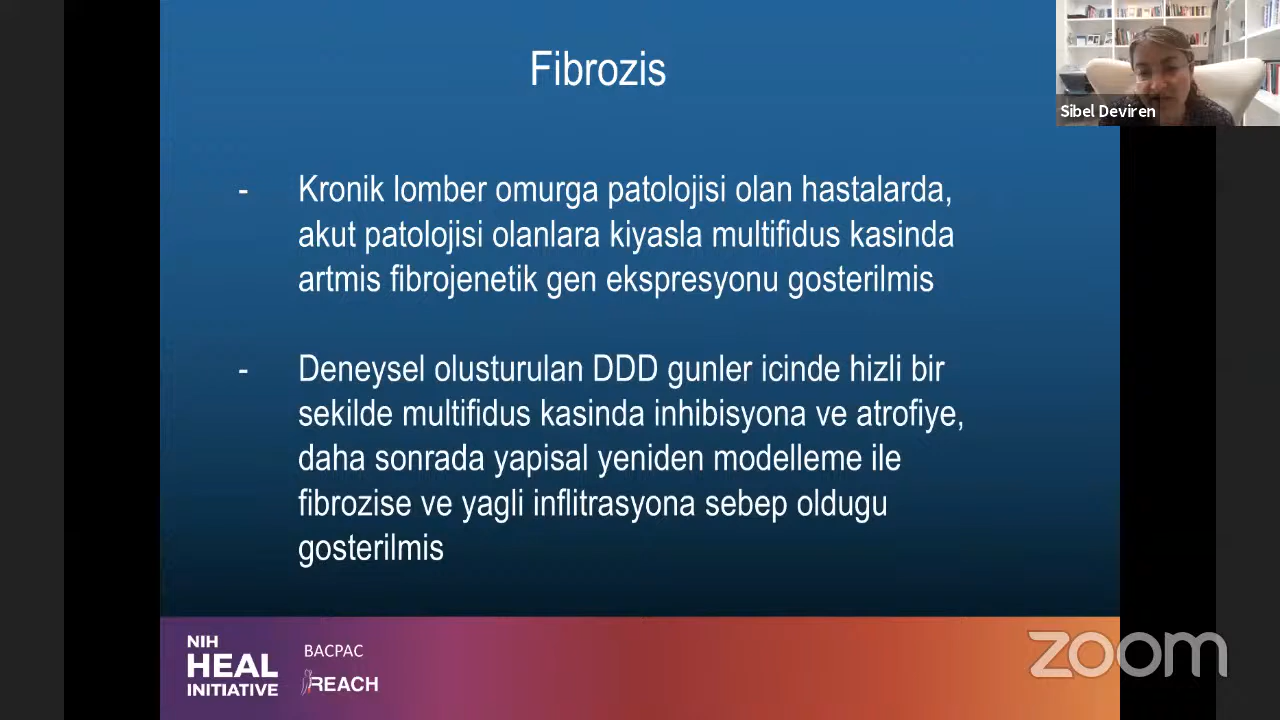 Fibrozis
Sibel Deviren
- Kronik lomber omurga patolojisi olan hastalarda,
akut patolojisi olanlara kiyasla multifidus kasinda
artmis fibrojenetik gen ekspresyonu gosterilmis
- Deneysel olusturulan DDD gunler icinde hizli bir
sekilde multifidus kasinda inhibisyona ve atrofiye,
daha sonrada yapisal yeniden modelleme ile
fibrozise ve yagli inflitrasyona sebep oldugu
gosterilmis
NIH
HEAL
INITIATIVE
BACPAC
REACH
zoom